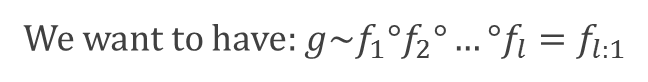 We want to have: g~f₁°f₂° … °fₗ = fₗ:₁